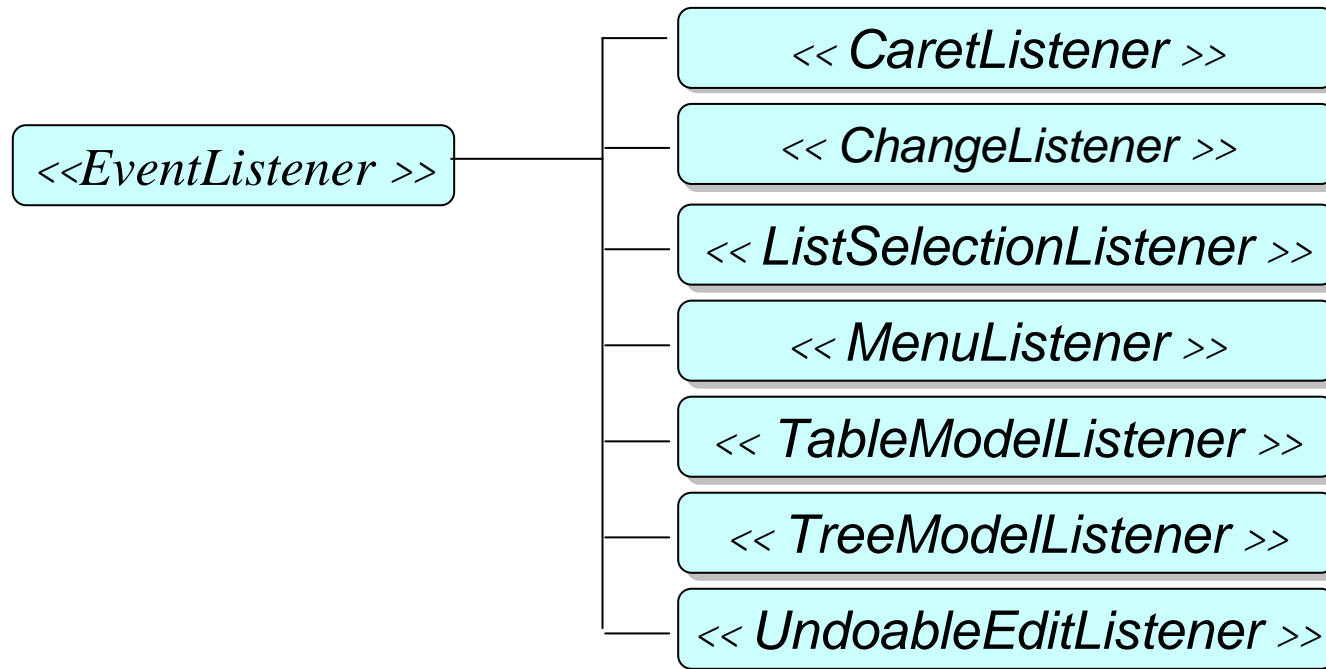 <<EventListener >>
<< CaretListener >>
<< ChangeListener >>
<< ListSelectionListener >>
<< MenuListener >>
<< TableModelListener >>
<< TreeModelListener >>
<< UndoableEditListener >>